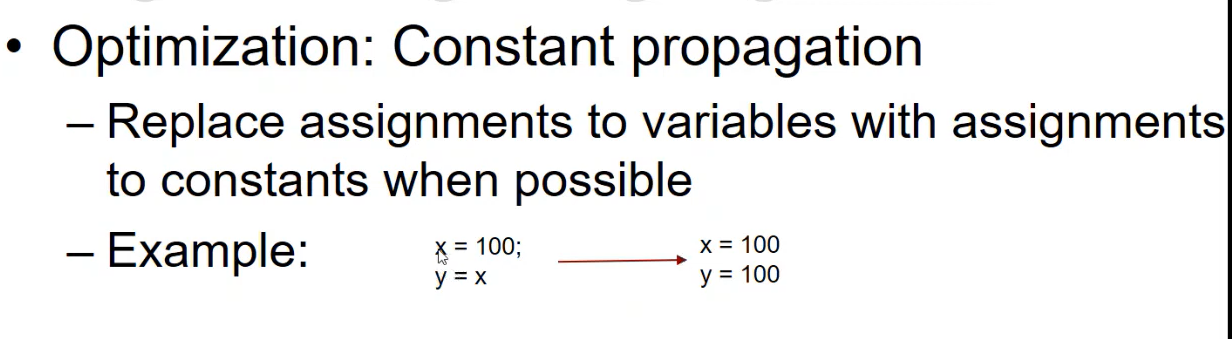 • Optimization: Constant propagation
– Replace assignments to variables with assignments
to constants when possible
– Example:
x = 100;
y = x
x = 100
y = 100